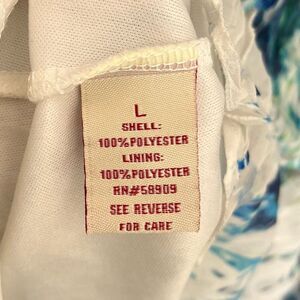 L
SHELL:
100%POLYESTER
LINING:
100%POLYESTER
RN#58909
SEE REVERSE
FOR CARE